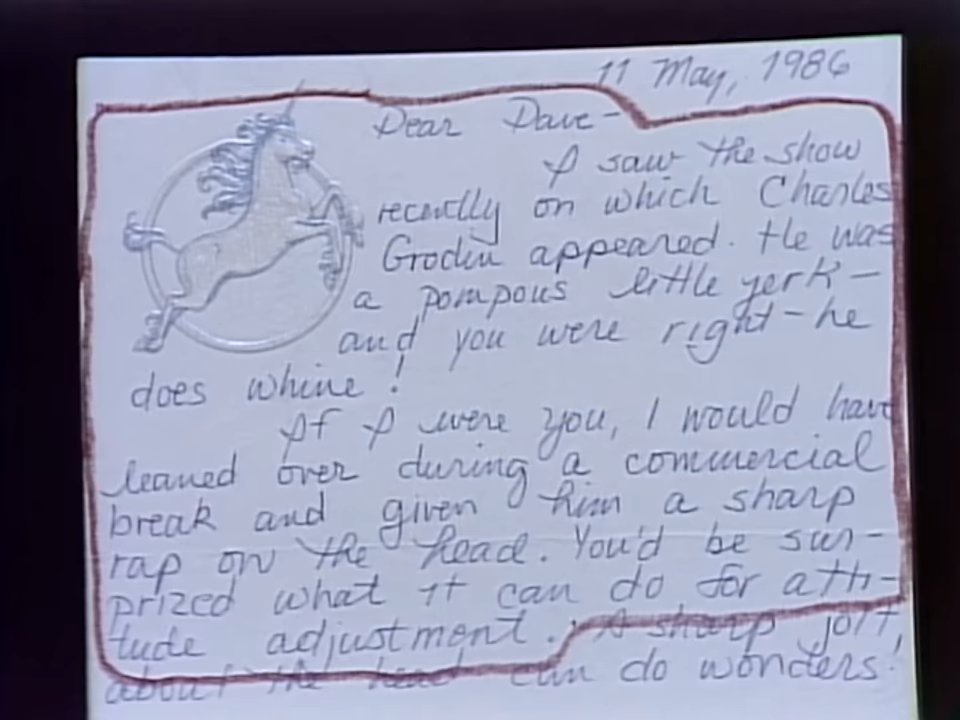 11 May, 1986
Dear Dave-
I saw the show
recently on which Charles
Grodin appeared. He was
a pompous little yerk-
and you were right-he
does whine!
If I were you, I would have
leaned over during a commercial
break and given him a sharp
rap on the head. You'd be sur-
prized what it can do for atti-
tude adjustment. A sharp jolt,
about the head can do wonders!